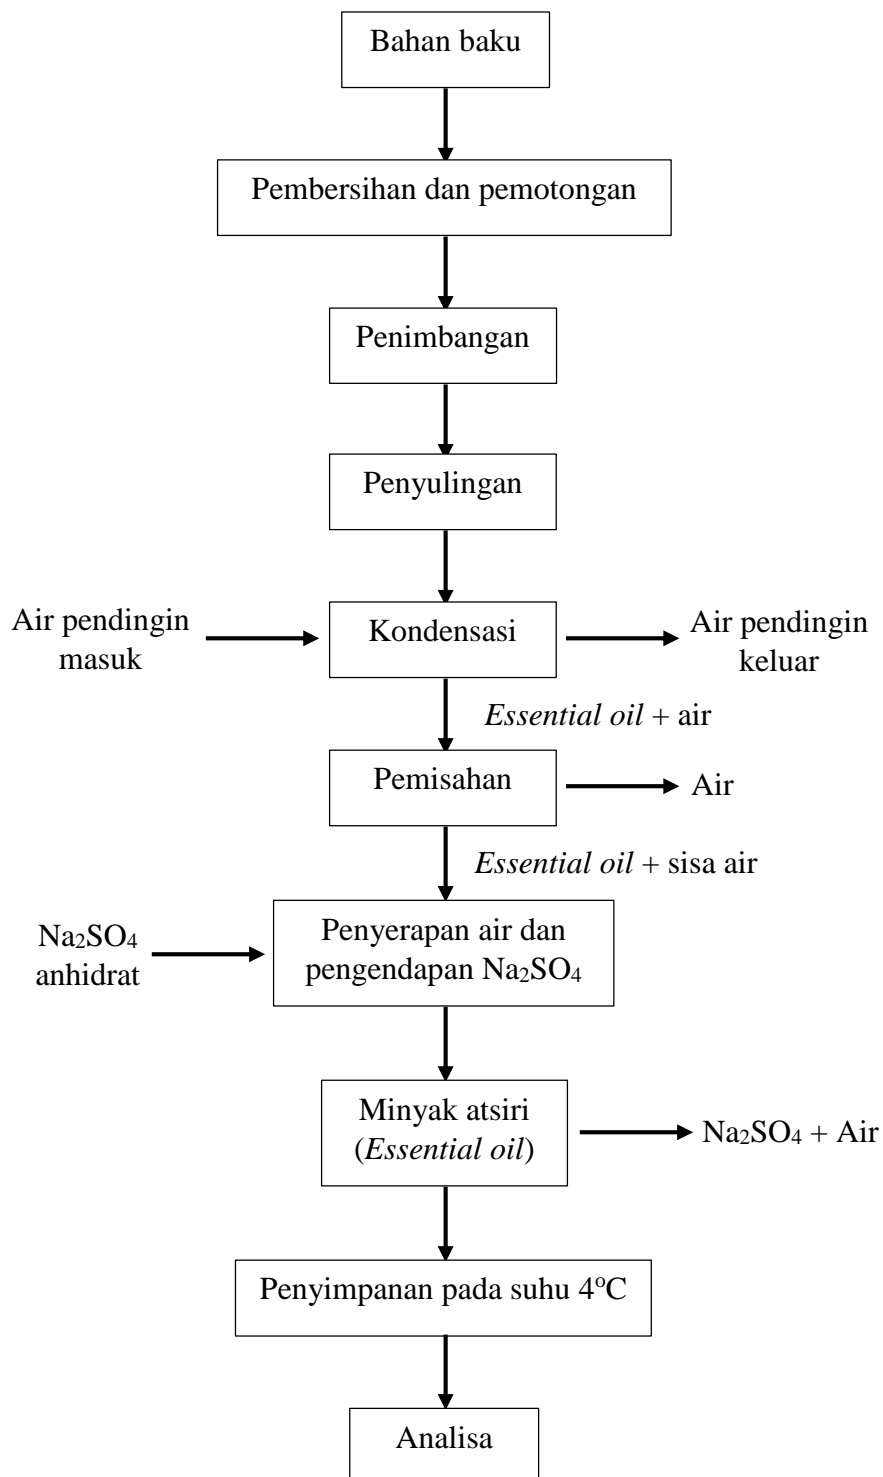 Bahan baku
Pembersihan dan pemotongan
Penimbangan
Penyulingan
Air pendingin
masuk
Kondensasi
Air pendingin
keluar
Essential oil + air
Pemisahan
Air
Essential oil + sisa air
Na₂SO₄
anhidrat
Penyerapan air dan
pengendapan Na₂SO₄
Minyak atsiri
(Essential oil)
Na₂SO₄ + Air
Penyimpanan pada suhu 4°C
Analisa